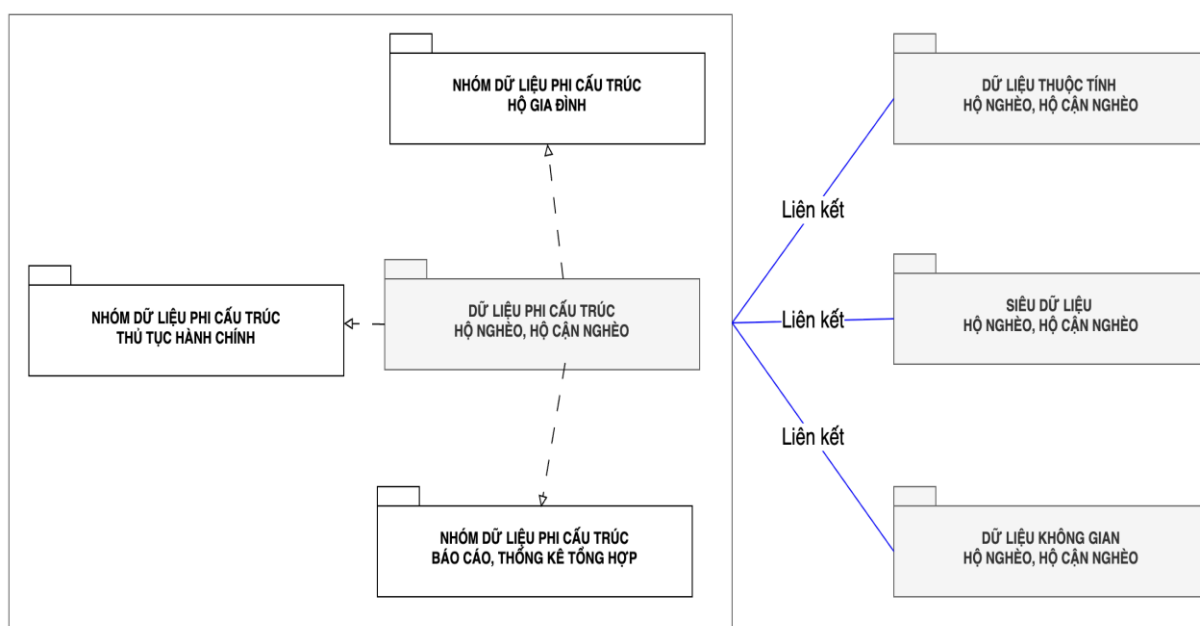 NHÓM DỮ LIỆU PHI CẤU TRÚC
HỘ GIA ĐÌNH
DỮ LIỆU THUỘC TÍNH
HỘ NGHÈO, HỘ CẬN NGHÈO
Liên kết
NHÓM DỮ LIỆU PHI CẤU TRÚC
THỦ TỤC HÀNH CHÍNH
DỮ LIỆU PHI CẤU TRÚC
HỘ NGHÈO, HỘ CẬN NGHÈO
Liên kết
SIÊU DỮ LIỆU
HỘ NGHÈO, HỘ CẬN NGHÈO
Liên kết
NHÓM DỮ LIỆU PHI CẤU TRÚC
BÁO CÁO, THỐNG KÊ TỔNG HỢP
DỮ LIỆU KHÔNG GIAN
HỘ NGHÈO, HỘ CẬN NGHÈO